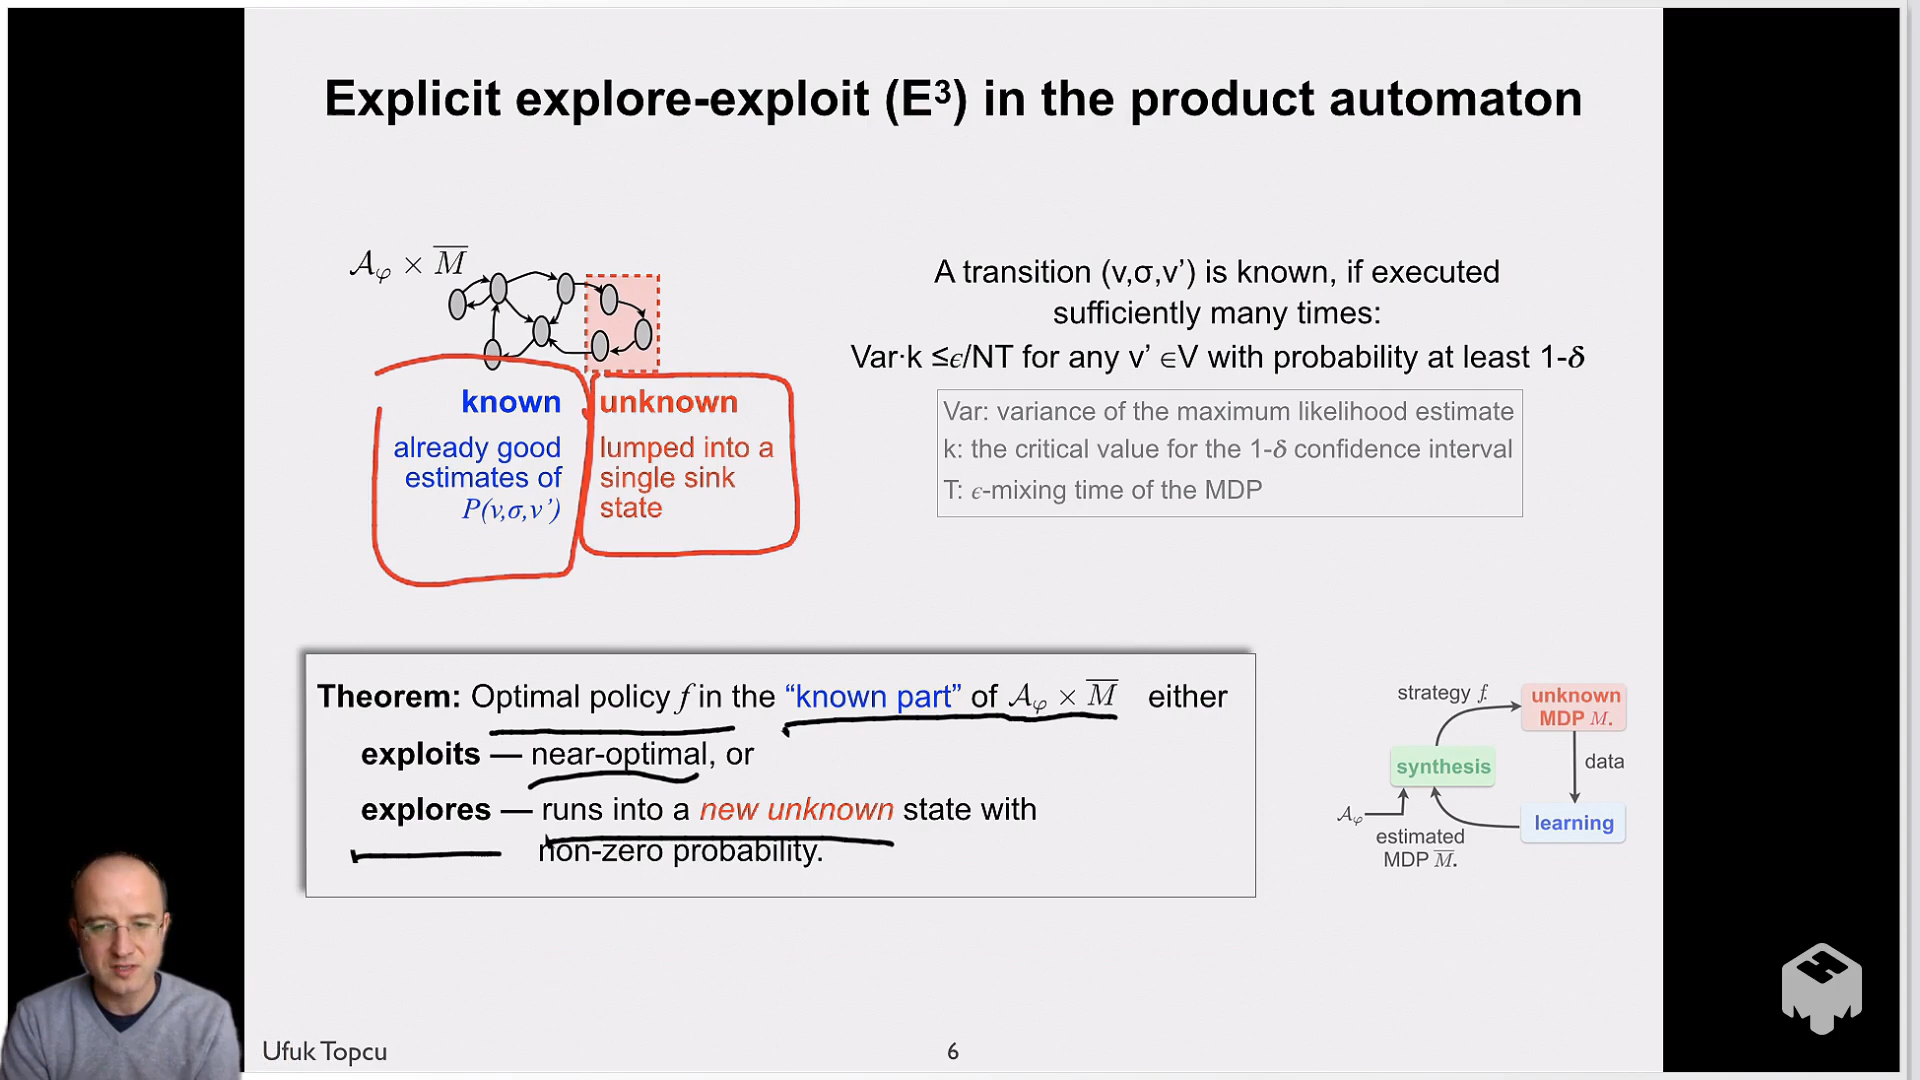 Explicit explore-exploit (E³) in the product automaton
𝒜φ × M̅
known
already good
estimates of
P(v,σ,v’)
unknown
lumped into a
single sink
state
A transition (v,σ,v’) is known, if executed
sufficiently many times:
Var·k ≤ϵ/NT for any v’ ∈V with probability at least 1-δ
Var: variance of the maximum likelihood estimate
k: the critical value for the 1-δ confidence interval
T: ϵ-mixing time of the MDP
Theorem: Optimal policy f in the “known part” of 𝒜φ × M̅ either
exploits — near-optimal, or
explores — runs into a new unknown state with
non-zero probability.
strategy f.
unknown
MDP M.
synthesis
data
𝒜φ
learning
estimated
MDP M̅.
Ufuk Topcu
6